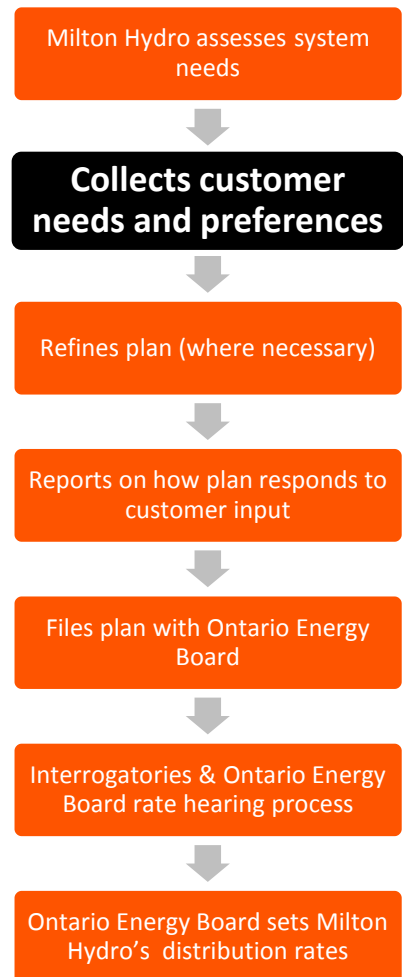 Milton Hydro assesses system
needs
Collects customer
needs and preferences
Refines plan (where necessary)
Reports on how plan responds to
customer input
Files plan with Ontario Energy
Board
Interrogatories & Ontario Energy
Board rate hearing process
Ontario Energy Board sets Milton
Hydro’s distribution rates